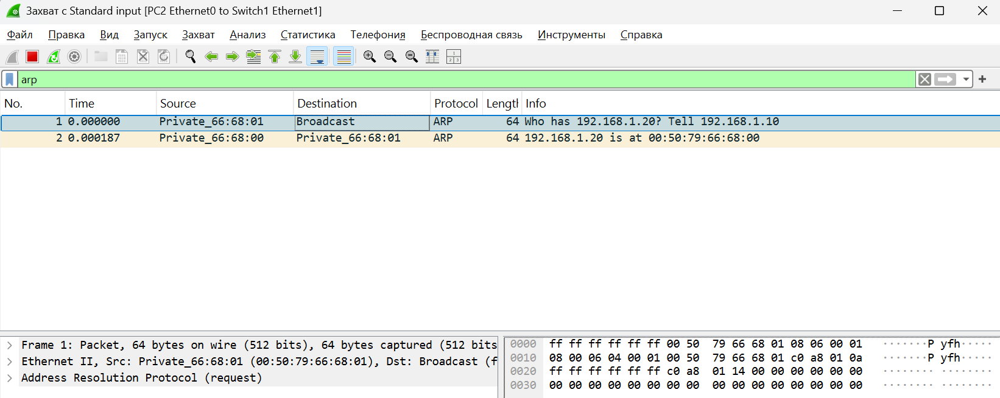 Захват с Standard input [PC2 Ethernet0 to Switch1 Ethernet1]
Файл Правка Вид Запуск Захват Анализ Статистика Телефония Беспроводная связь Инструменты Справка
arp
No. Time Source Destination Protocol Lengtl Info
1 0.000000 Private_66:68:01 Broadcast ARP 64 Who has 192.168.1.20? Tell 192.168.1.10
2 0.000187 Private_66:68:00 Private_66:68:01 ARP 64 192.168.1.20 is at 00:50:79:66:68:00
Frame 1: Packet, 64 bytes on wire (512 bits), 64 bytes captured (512 bits
Ethernet II, Src: Private_66:68:01 (00:50:79:66:68:01), Dst: Broadcast (f
Address Resolution Protocol (request)
0000 ff ff ff ff ff ff 00 50 79 66 68 01 08 06 00 01 ·······P yfh·····
0010 08 00 06 04 00 01 00 50 79 66 68 01 c0 a8 01 0a ·······P yfh·····
0020 ff ff ff ff ff ff c0 a8 01 14 00 00 00 00 00 00 ········ ········
0030 00 00 00 00 00 00 00 00 00 00 00 00 00 00 00 00 ········ ········